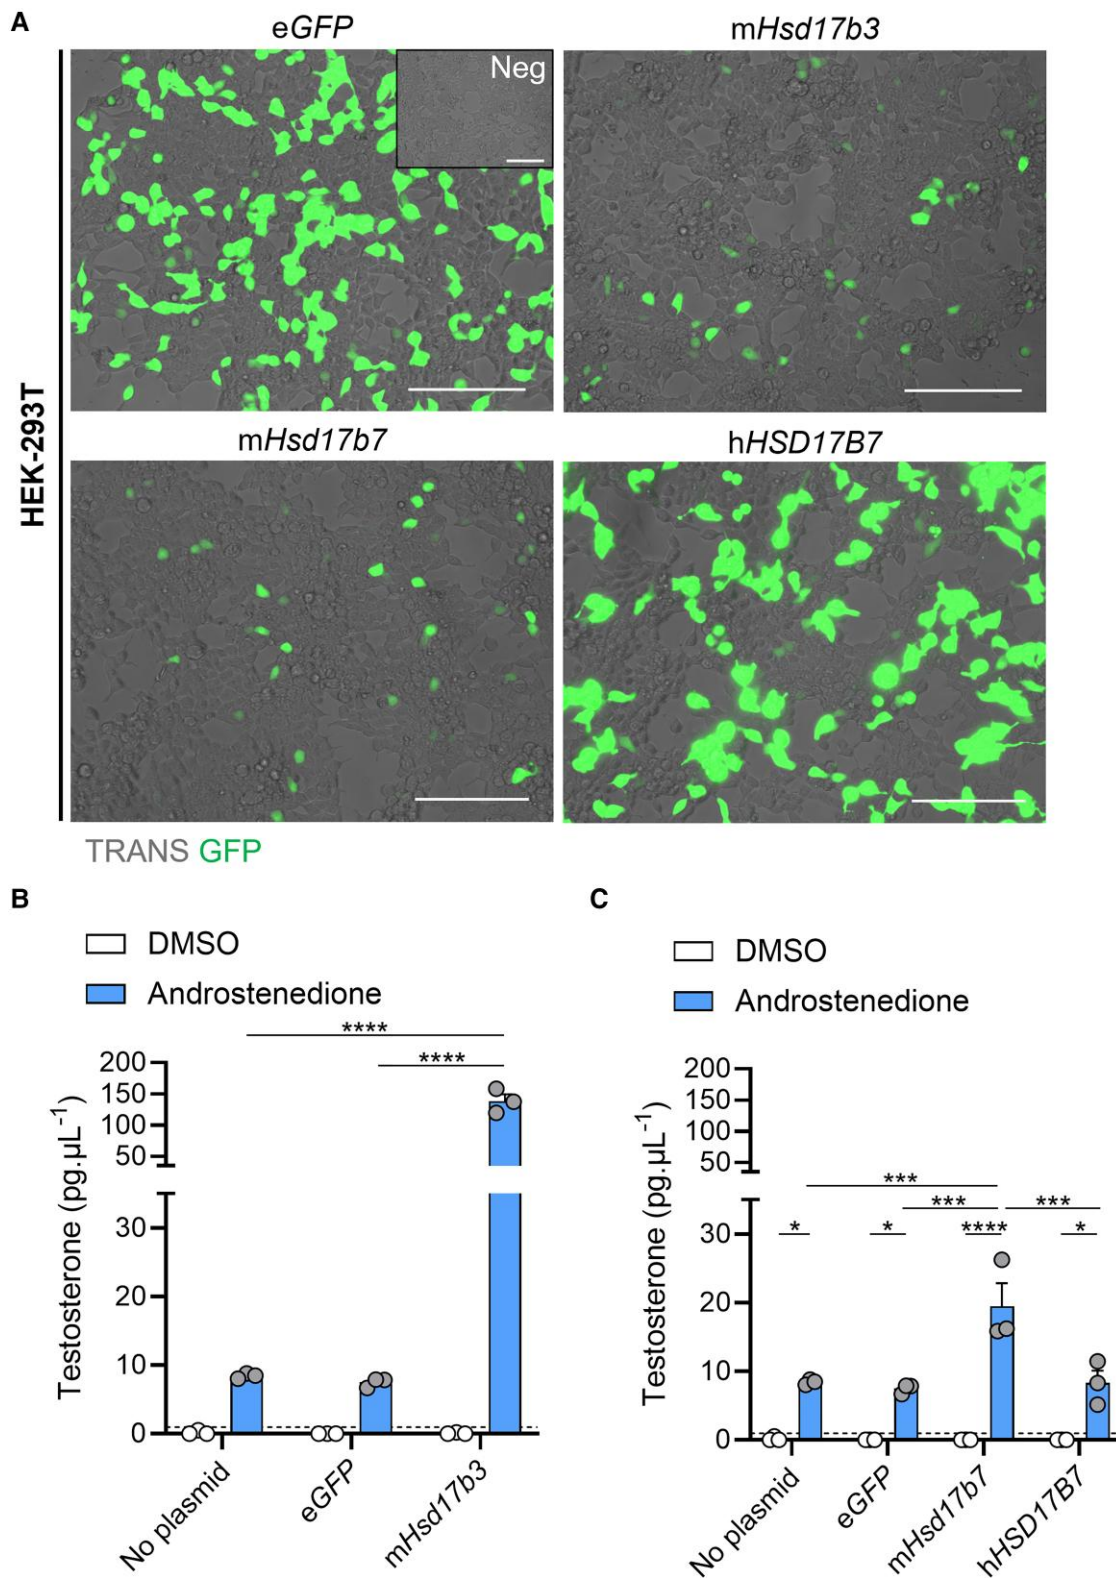 A
eGFP
mHsd17b3
Neg
HEK-293T
mHsd17b7
hHSD17B7
TRANS GFP
B
DMSO
Androstenedione
****
****
Testosterone (pg.µL⁻¹)
200
150
100
50
30
20
10
0
No plasmid
eGFP
mHsd17b3
C
DMSO
Androstenedione
Testosterone (pg.µL⁻¹)
200
150
100
50
30
20
10
0
***
*** ***
* * **** *
No plasmid
eGFP
mHsd17b7
hHSD17B7